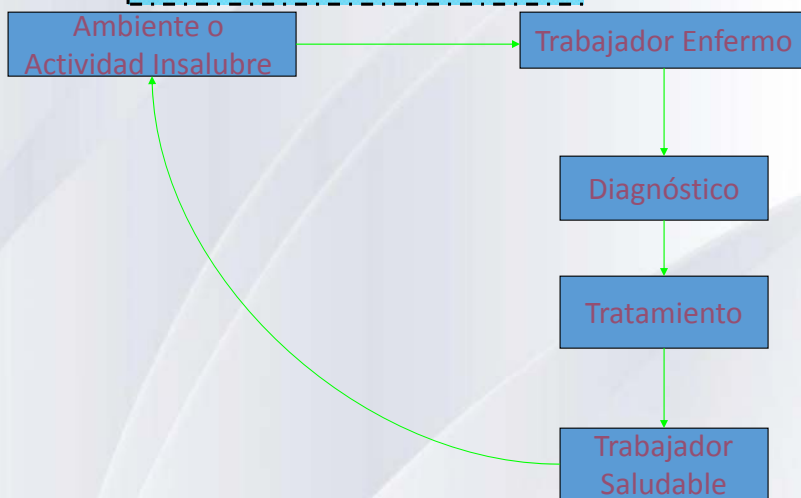 Ambiente o
Actividad Insalubre
Trabajador Enfermo
Diagnóstico
Tratamiento
Trabajador
Saludable